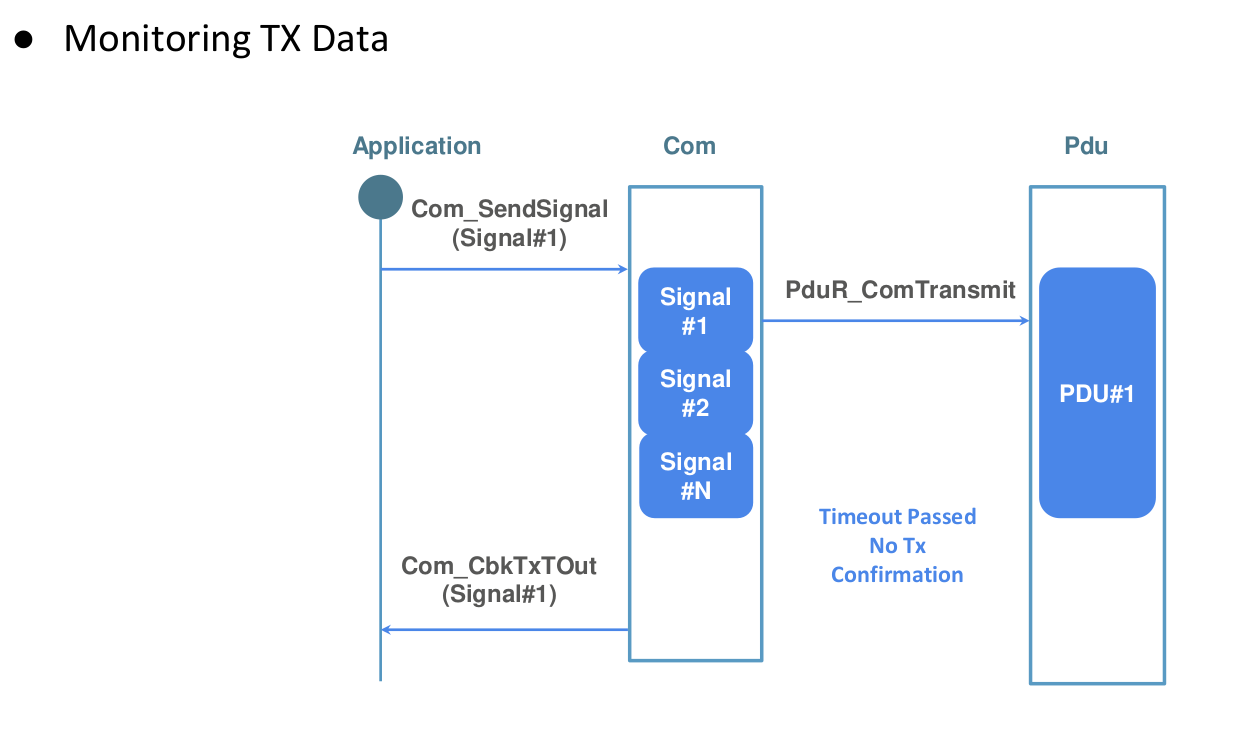 ● Monitoring TX Data
Application
Com
Pdu
Com_SendSignal
(Signal#1)
PduR_ComTransmit
Signal
#1
Signal
#2
Signal
#N
PDU#1
Timeout Passed
No Tx
Confirmation
Com_CbkTxTOut
(Signal#1)